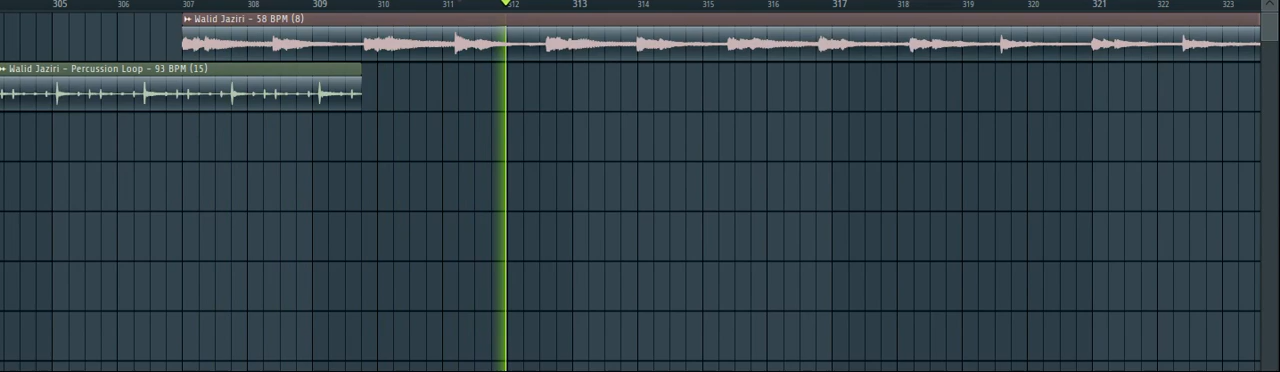 305 306 307 308 309 310 311 312 313 314 315 316 317 318 319 320 321 322 323
Walid Jaziri - 58 BPM (8)
Walid Jaziri - Percussion Loop - 93 BPM (15)